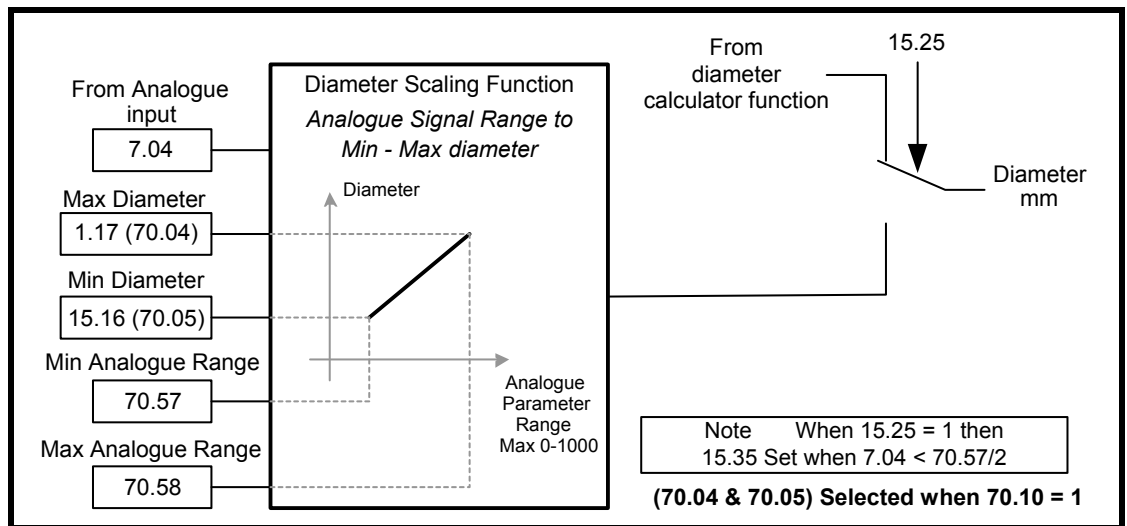 From Analogue
input
7.04
Max Diameter
1.17 (70.04)
Min Diameter
15.16 (70.05)
Min Analogue Range
70.57
Max Analogue Range
70.58
Diameter Scaling Function
Analogue Signal Range to
Min - Max diameter
Diameter
Analogue
Parameter
Range
Max 0-1000
From
diameter
calculator function
15.25
Diameter
mm
Note When 15.25 = 1 then
15.35 Set when 7.04 < 70.57/2
(70.04 & 70.05) Selected when 70.10 = 1